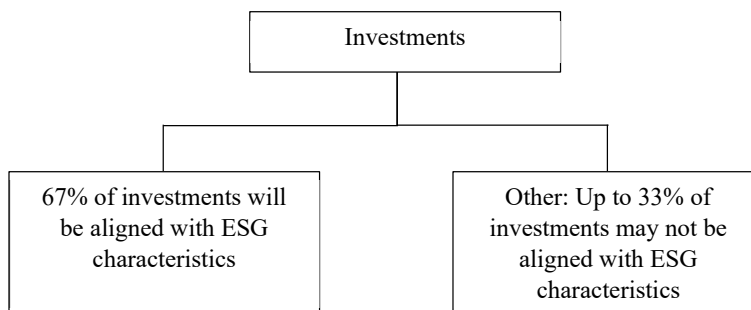 Investments
67% of investments will
be aligned with ESG
characteristics
Other: Up to 33% of
investments may not be
aligned with ESG
characteristics